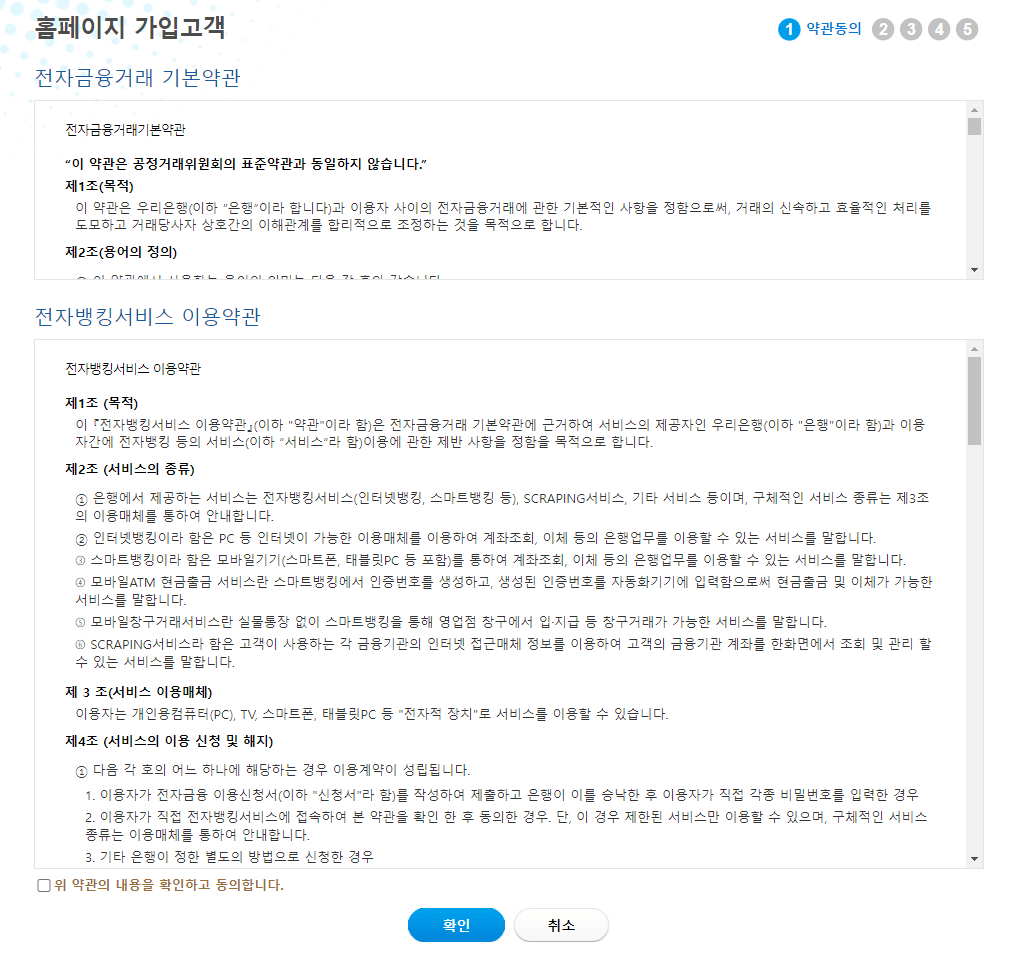 홈페이지 가입고객
1 약관동의 2 3 4 5
전자금융거래 기본약관
전자금융거래기본약관
“이 약관은 공정거래위원회의 표준약관과 동일하지 않습니다.”
제1조(목적)
이 약관은 우리은행(이하 “은행”이라 합니다)과 이용자 사이의 전자금융거래에 관한 기본적인 사항을 정함으로써, 거래의 신속하고 효율적인 처리를
도모하고 거래당사자 상호간의 이해관계를 합리적으로 조정하는 것을 목적으로 합니다.
제2조(용어의 정의)
전자뱅킹서비스 이용약관
전자뱅킹서비스 이용약관
제1조 (목적)
이 『전자뱅킹서비스 이용약관』(이하 "약관"이라 함)은 전자금융거래 기본약관에 근거하여 서비스의 제공자인 우리은행(이하 "은행"이라 함)과 이용
자간에 전자뱅킹 등의 서비스(이하 “서비스”라 함)이용에 관한 제반 사항을 정함을 목적으로 합니다.
제2조 (서비스의 종류)
① 은행에서 제공하는 서비스는 전자뱅킹서비스(인터넷뱅킹, 스마트뱅킹 등), SCRAPING서비스, 기타 서비스 등이며, 구체적인 서비스 종류는 제3조
의 이용매체를 통하여 안내합니다.
② 인터넷뱅킹이라 함은 PC 등 인터넷이 가능한 이용매체를 이용하여 계좌조회, 이체 등의 은행업무를 이용할 수 있는 서비스를 말합니다.
③ 스마트뱅킹이라 함은 모바일기기(스마트폰, 태블릿PC 등 포함)를 통하여 계좌조회, 이체 등의 은행업무를 이용할 수 있는 서비스를 말합니다.
④ 모바일ATM 현금출금 서비스란 스마트뱅킹에서 인증번호를 생성하고, 생성된 인증번호를 자동화기기에 입력함으로써 현금출금 및 이체가 가능한
서비스를 말합니다.
⑤ 모바일창구거래서비스란 실물통장 없이 스마트뱅킹을 통해 영업점 창구에서 입·지급 등 창구거래가 가능한 서비스를 말합니다.
⑥ SCRAPING서비스라 함은 고객이 사용하는 각 금융기관의 인터넷 접근매체 정보를 이용하여 고객의 금융기관 계좌를 한화면에서 조회 및 관리 할
수 있는 서비스를 말합니다.
제 3 조(서비스 이용매체)
이용자는 개인용컴퓨터(PC), TV, 스마트폰, 태블릿PC 등 "전자적 장치"로 서비스를 이용할 수 있습니다.
제4조 (서비스의 이용 신청 및 해지)
① 다음 각 호의 어느 하나에 해당하는 경우 이용계약이 성립됩니다.
1. 이용자가 전자금융 이용신청서(이하 "신청서"라 함)를 작성하여 제출하고 은행이 이를 승낙한 후 이용자가 직접 각종 비밀번호를 입력한 경우
2. 이용자가 직접 전자뱅킹서비스에 접속하여 본 약관을 확인 한 후 동의한 경우. 단, 이 경우 제한된 서비스만 이용할 수 있으며, 구체적인 서비스
종류는 이용매체를 통하여 안내합니다.
3. 기타 은행이 정한 별도의 방법으로 신청한 경우
위 약관의 내용을 확인하고 동의합니다.
확인 취소